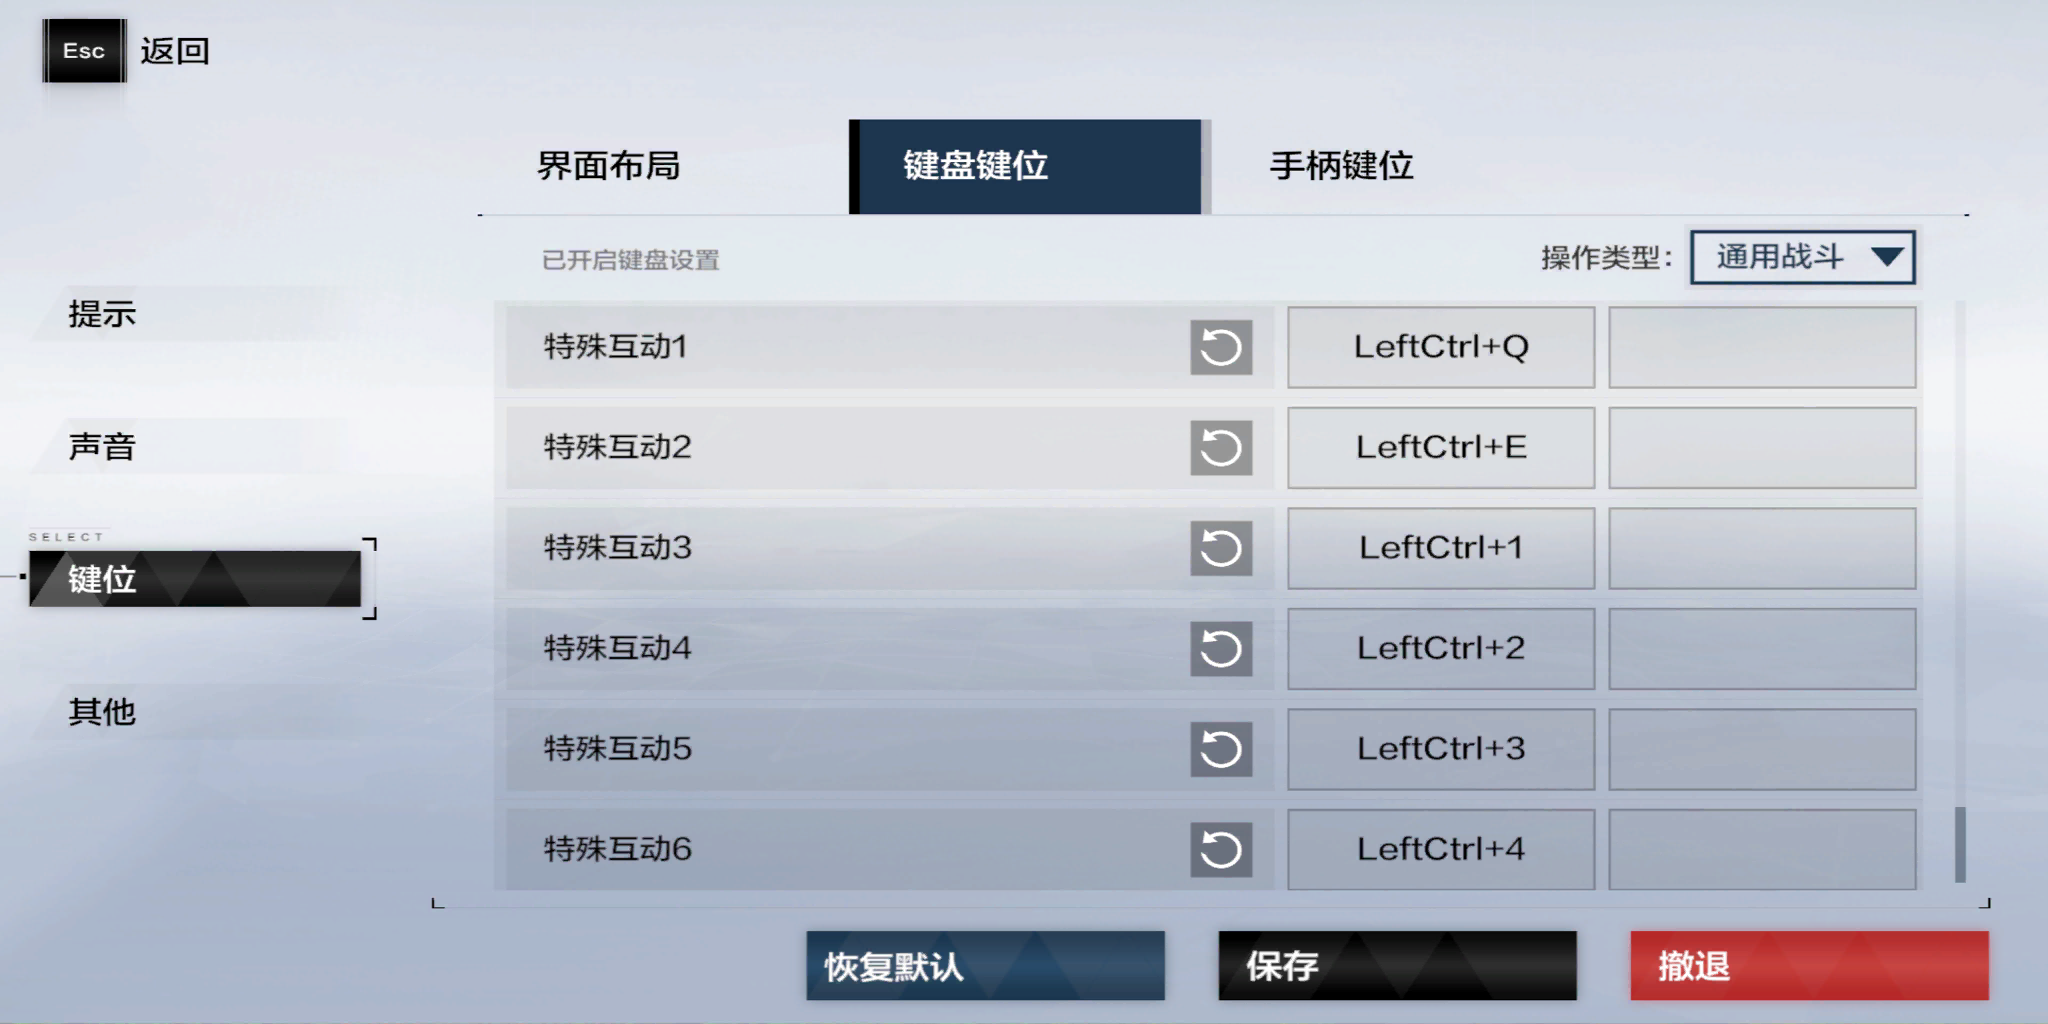 Esc 返回
界面布局 键盘键位 手柄键位
已开启键盘设置 操作类型: 通用战斗
提示
声音
SELECT
键位
其他
特殊互动1 LeftCtrl+Q
特殊互动2 LeftCtrl+E
特殊互动3 LeftCtrl+1
特殊互动4 LeftCtrl+2
特殊互动5 LeftCtrl+3
特殊互动6 LeftCtrl+4
恢复默认 保存 撤退